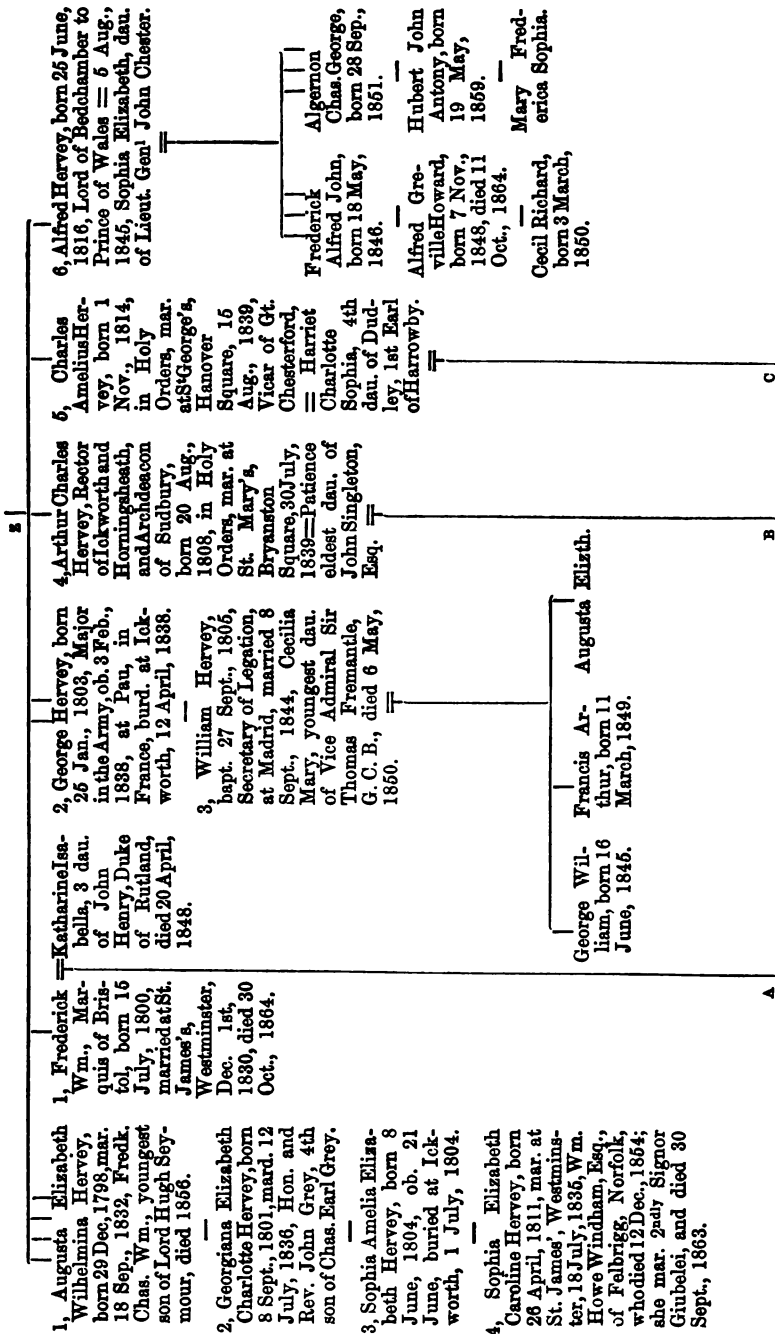 E
1, Augusta Elizabeth
Wilhelmina Hervey,
born 29 Dec, 1798, mar.
18 Sep., 1832, Fredk.
Chas. Wm., youngest
son of Lord Hugh Sey-
mour, died 1856.
2, Georgiana Elizabeth
Charlotte Hervey, born
8 Sept., 1801, mard. 12
July, 1836, Hon. and
Rev. John Grey, 4th
son of Chas. Earl Grey.
3, Sophia Amelia Eliza-
beth Hervey, born 8
June, 1804, ob. 21
June, buried at Ick-
worth, 1 July, 1804.
4, Sophia Elizabeth
Caroline Hervey, born
26 April, 1811, mar. at
St. James', Westmins-
ter, 18 July, 1835, Wm.
Howe Windham, Esq.,
of Felbrigg, Norfolk,
who died 12 Dec., 1854;
she mar. 2ndly Signor
Giubelei, and died 30
Sept., 1863.
1, Frederick
Wm., Mar-
quis of Bris-
tol, born 15
July, 1800,
married at St.
James's,
Westminster,
Dec. 1st,
1830, died 30
Oct., 1864.
=Katharine Isa-
bella, 3 dau.
of John
Henry, Duke
of Rutland,
died 20 April,
1848.
A
2, George Hervey, born
25 Jan., 1803, Major
in the Army, ob. 3 Feb.,
1838, at Pau, in
France, burd. at Ick-
worth, 12 April, 1838.
3, William Hervey,
bapt. 27 Sept., 1805,
Secretary of Legation,
at Madrid, married 8
Sept., 1844, Cecilia
Mary, youngest dau.
of Vice Admiral Sir
Thomas Fremantle,
G. C. B., died 6 May,
1850.
George Wil-
liam, born 16
June, 1845.
Francis Ar-
thur, born 11
March, 1849.
Augusta Elizth.
4, Arthur Charles
Hervey, Rector
of Ickworth and
Horningsheath,
and Archdeacon
of Sudbury,
born 20 Aug.,
1808, in Holy
Orders, mar. at
St. Mary's,
Bryanston
Square, 30 July,
1839=Patience
eldest dau. of
John Singleton,
Esq.
B
5, Charles
Amelius Her-
vey, born 1
Nov., 1814,
in Holy
Orders, mar.
at St George's,
Hanover
Square, 15
Aug., 1839,
Vicar of Gt.
Chesterford,
= Harriet
Charlotte
Sophia, 4th
dau. of Dud-
ley, 1st Earl
of Harrowby.
C
6, Alfred Hervey, born 25 June,
1816, Lord of Bedchamber to
Prince of Wales = 5 Aug.,
1845, Sophia Elizabeth, dau.
of Lieut. Genl John Chester.
Frederick
Alfred John,
born 18 May,
1846.
Alfred Gre-
ville Howard,
born 7 Nov.,
1848, died 11
Oct., 1864.
Cecil Richard,
born 3 March,
1850.
Algernon
Chas. George,
born 28 Sep.,
1851.
Hubert John
Antony, born
19 May,
1859.
Mary Fred-
erica Sophia.